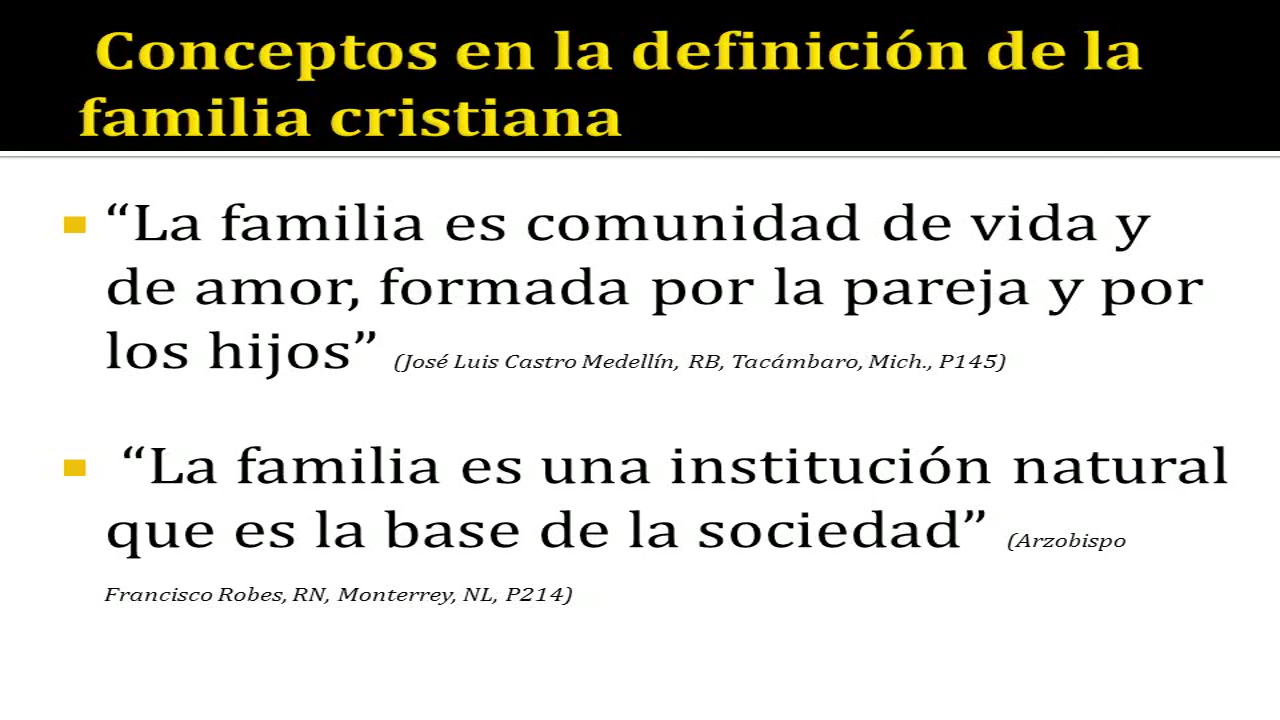 Conceptos en la definición de la
familia cristiana
“La familia es comunidad de vida y
de amor, formada por la pareja y por
los hijos” (José Luis Castro Medellín, RB, Tacámbaro, Mich., P145)
“La familia es una institución natural
que es la base de la sociedad” (Arzobispo
Francisco Robes, RN, Monterrey, NL, P214)